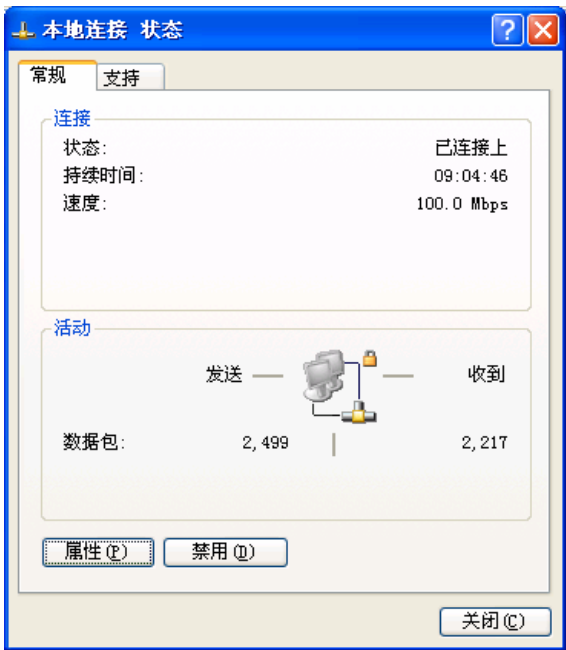 本地连接 状态
常规 支持
连接
状态: 已连接上
持续时间: 09:04:46
速度: 100.0 Mbps
活动
发送 — — 收到
数据包: 2,499 | 2,217
属性(P) 禁用(D)
关闭(C)